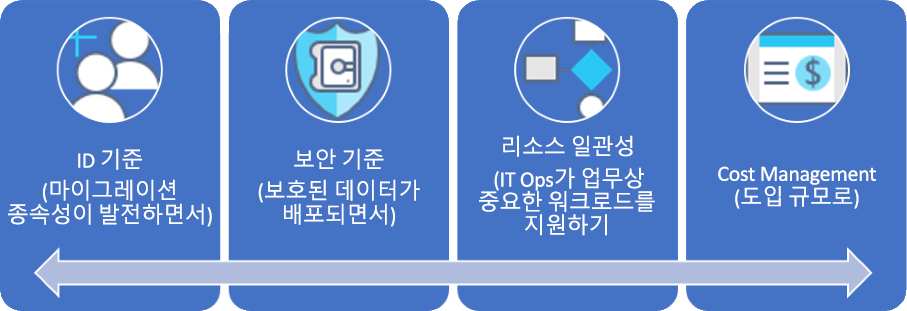 ID 기준
(마이그레이션
종속성이 발전하면서)
보안 기준
(보호된 데이터가
배포되면서)
리소스 일관성
(IT Ops가 업무상
중요한 워크로드를
지원하기
$
Cost Management
(도입 규모로)